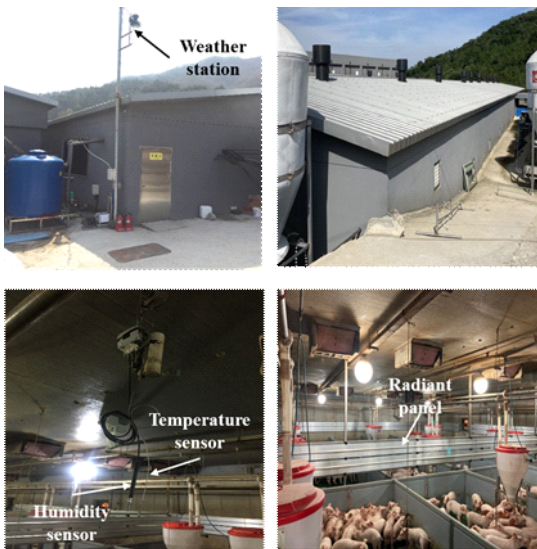 Weather
station
Temperature
sensor
Humidity
sensor
Radiant
panel